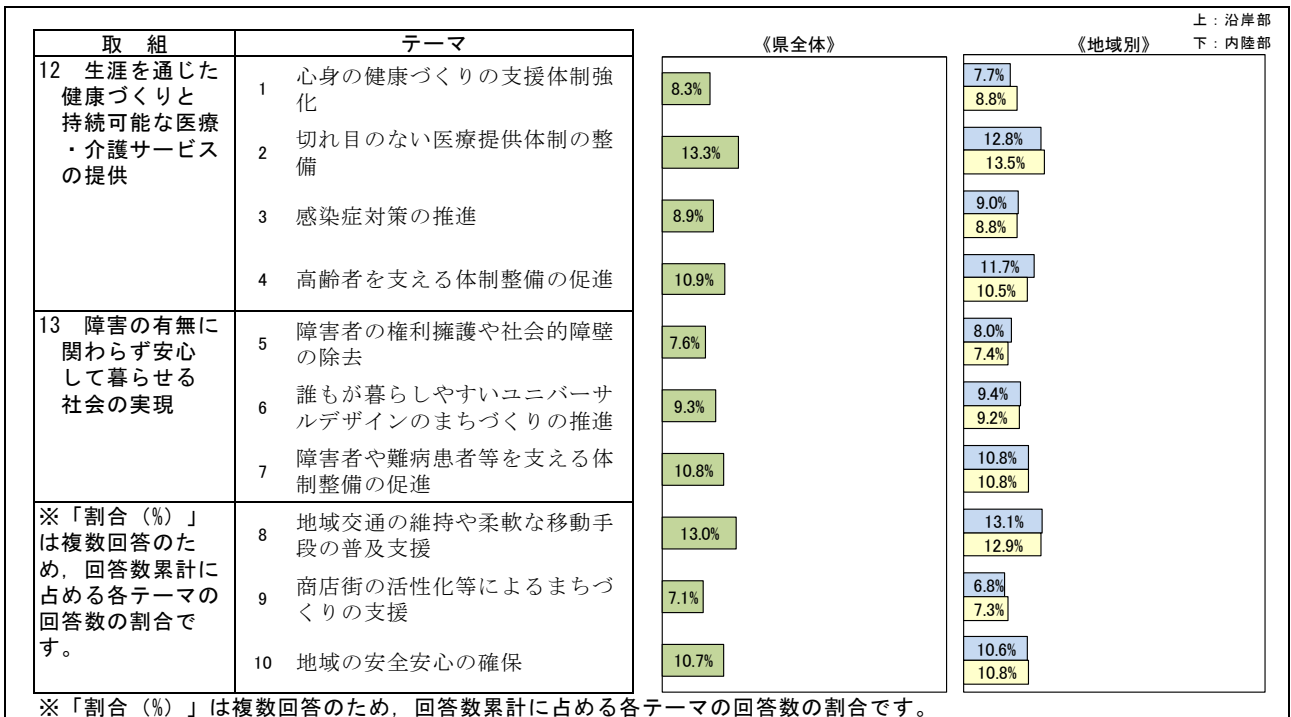 上：沿岸部
下：内陸部
取　組
テーマ
《県全体》
《地域別》
12　生涯を通じた
健康づくりと
持続可能な医療
・介護サービス
の提供
1
心身の健康づくりの支援体制強
化
8.3%
7.7%
8.8%
2
切れ目のない医療提供体制の整
備
13.3%
12.8%
13.5%
3
感染症対策の推進
8.9%
9.0%
8.8%
4
高齢者を支える体制整備の促進
10.9%
11.7%
10.5%
13　障害の有無に
関わらず安心
して暮らせる
社会の実現
5
障害者の権利擁護や社会的障壁
の除去
7.6%
8.0%
7.4%
6
誰もが暮らしやすいユニバーサ
ルデザインのまちづくりの推進
9.3%
9.4%
9.2%
7
障害者や難病患者等を支える体
制整備の促進
10.8%
10.8%
10.8%
※「割合（%）」
は複数回答のた
め，回答数累計に
占める各テーマの
回答数の割合で
す。
8
地域交通の維持や柔軟な移動手
段の普及支援
13.0%
13.1%
12.9%
9
商店街の活性化等によるまちづ
くりの支援
7.1%
6.8%
7.3%
10
地域の安全安心の確保
10.7%
10.6%
10.8%
※「割合（%）」は複数回答のため，回答数累計に占める各テーマの回答数の割合です。